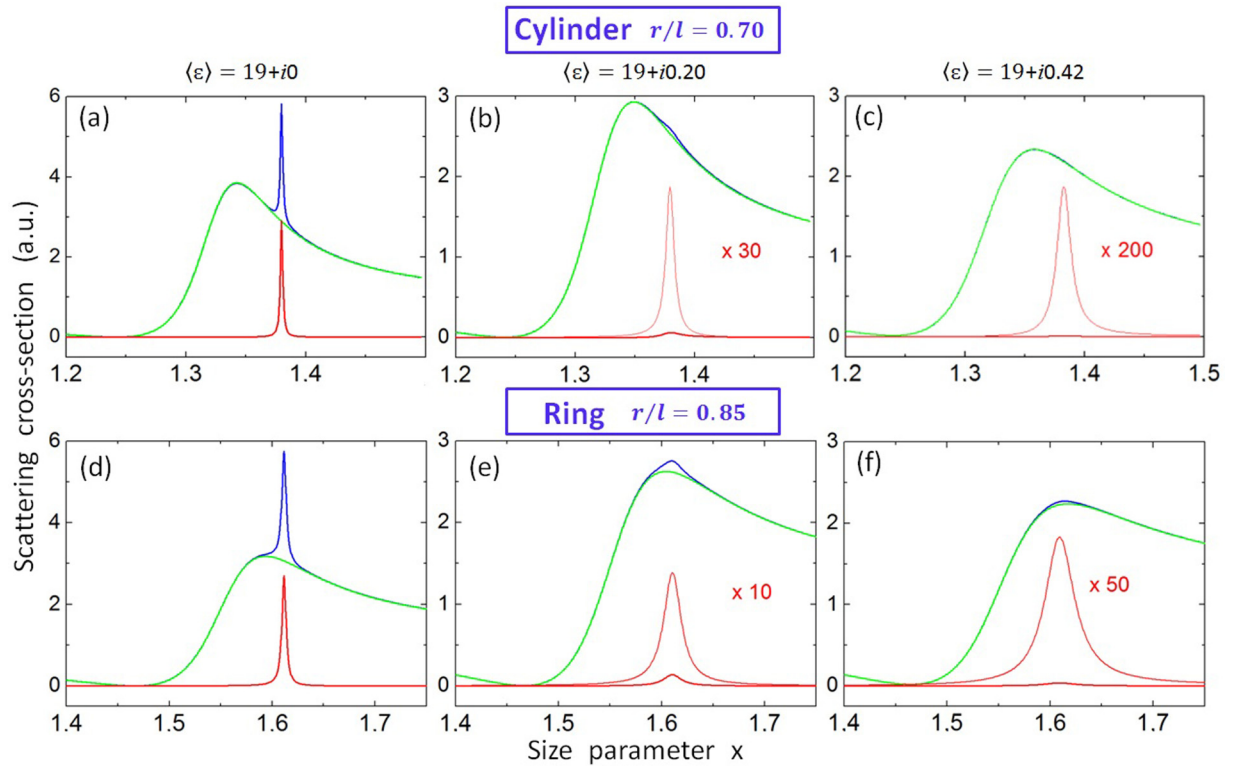 Cylinder r/l = 0.70
⟨ε⟩ = 19+i0
⟨ε⟩ = 19+i0.20
⟨ε⟩ = 19+i0.42
(a)
6
4
2
0
1.2 1.3 1.4
(b)
3
2
1
0
x 30
1.2 1.3 1.4
(c)
3
2
1
0
x 200
1.2 1.3 1.4 1.5
Scattering cross-section (a.u.)
Ring r/l = 0.85
(d)
6
4
2
0
1.4 1.5 1.6 1.7
(e)
3
2
1
0
x 10
1.4 1.5 1.6 1.7
(f)
3
2
1
0
x 50
1.4 1.5 1.6 1.7
Size parameter x